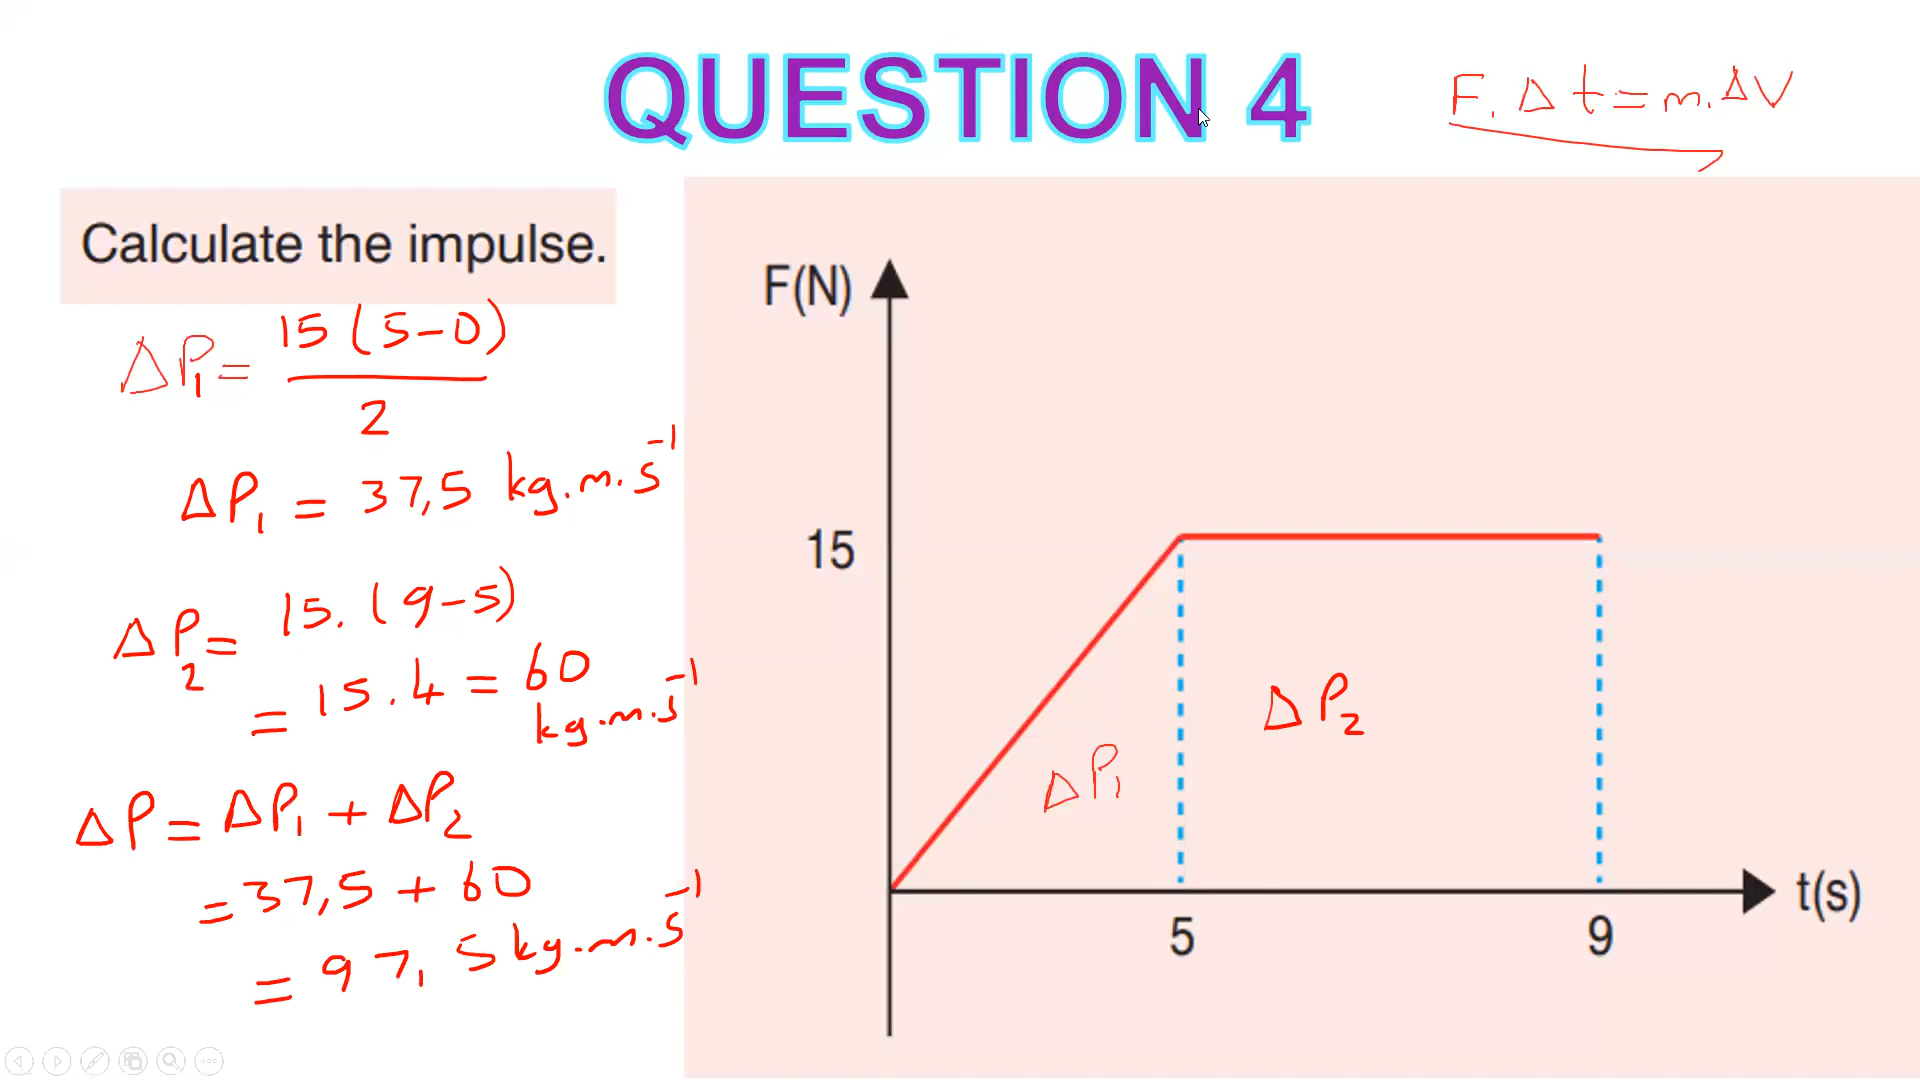 QUESTION 4
F. Δt = m. ΔV
Calculate the impulse.
ΔP₁ = 15 (5-0) / 2
ΔP₁ = 37,5 kg.m.s⁻¹
ΔP₂ = 15. (9-5)
= 15.4 = 60 kg.m.s⁻¹
ΔP = ΔP₁ + ΔP₂
= 37,5 + 60
= 97,5 kg.m.s⁻¹
F(N)
15
ΔP₁
ΔP₂
5
9
t(s)